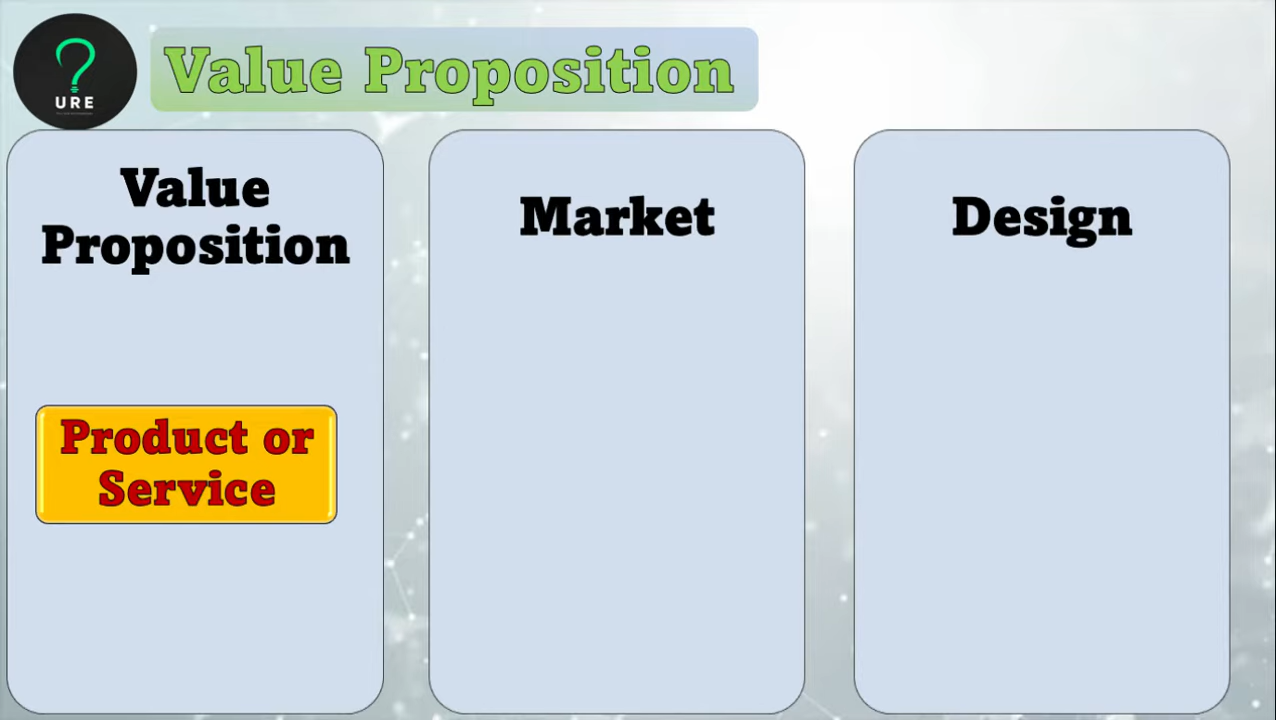 URE
Value Proposition
Value
Proposition
Market
Design
Product or
Service